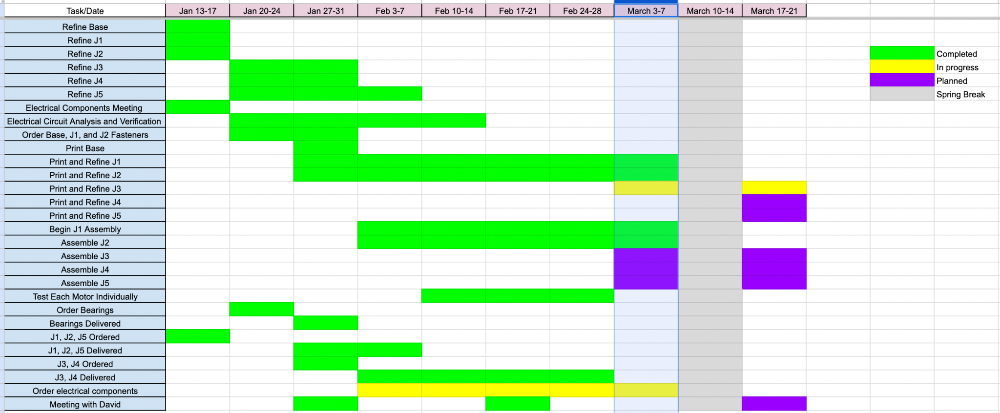 Task/Date Jan 13-17 Jan 20-24 Jan 27-31 Feb 3-7 Feb 10-14 Feb 17-21 Feb 24-28 March 3-7 March 10-14 March 17-21
Refine Base
Refine J1
Refine J2
Refine J3
Refine J4
Refine J5
Electrical Components Meeting
Electrical Circuit Analysis and Verification
Order Base, J1, and J2 Fasteners
Print Base
Print and Refine J1
Print and Refine J2
Print and Refine J3
Print and Refine J4
Print and Refine J5
Begin J1 Assembly
Assemble J2
Assemble J3
Assemble J4
Assemble J5
Test Each Motor Individually
Order Bearings
Bearings Delivered
J1, J2, J5 Ordered
J1, J2, J5 Delivered
J3, J4 Ordered
J3, J4 Delivered
Order electrical components
Meeting with David
Completed
In progress
Planned
Spring Break